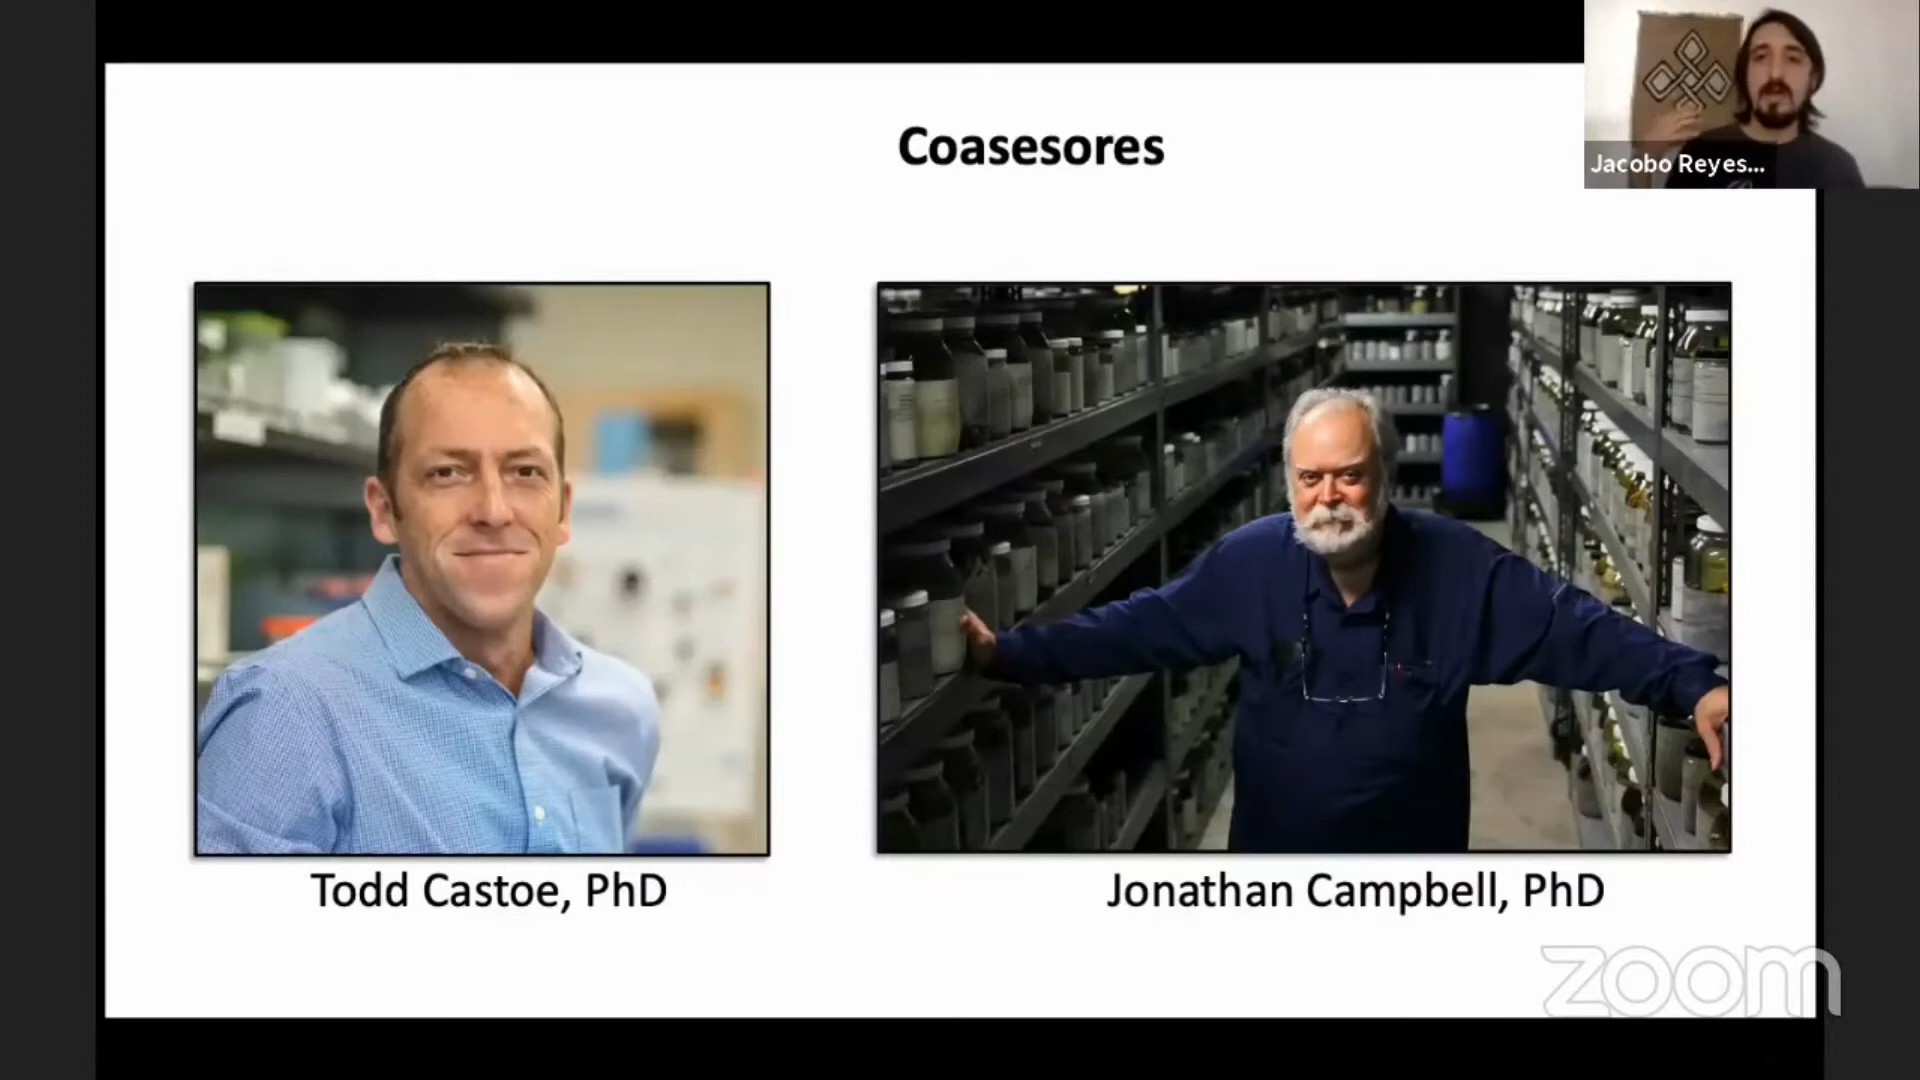 Coasesores
Jacobo Reyes...
Todd Castoe, PhD
Jonathan Campbell, PhD
zoom